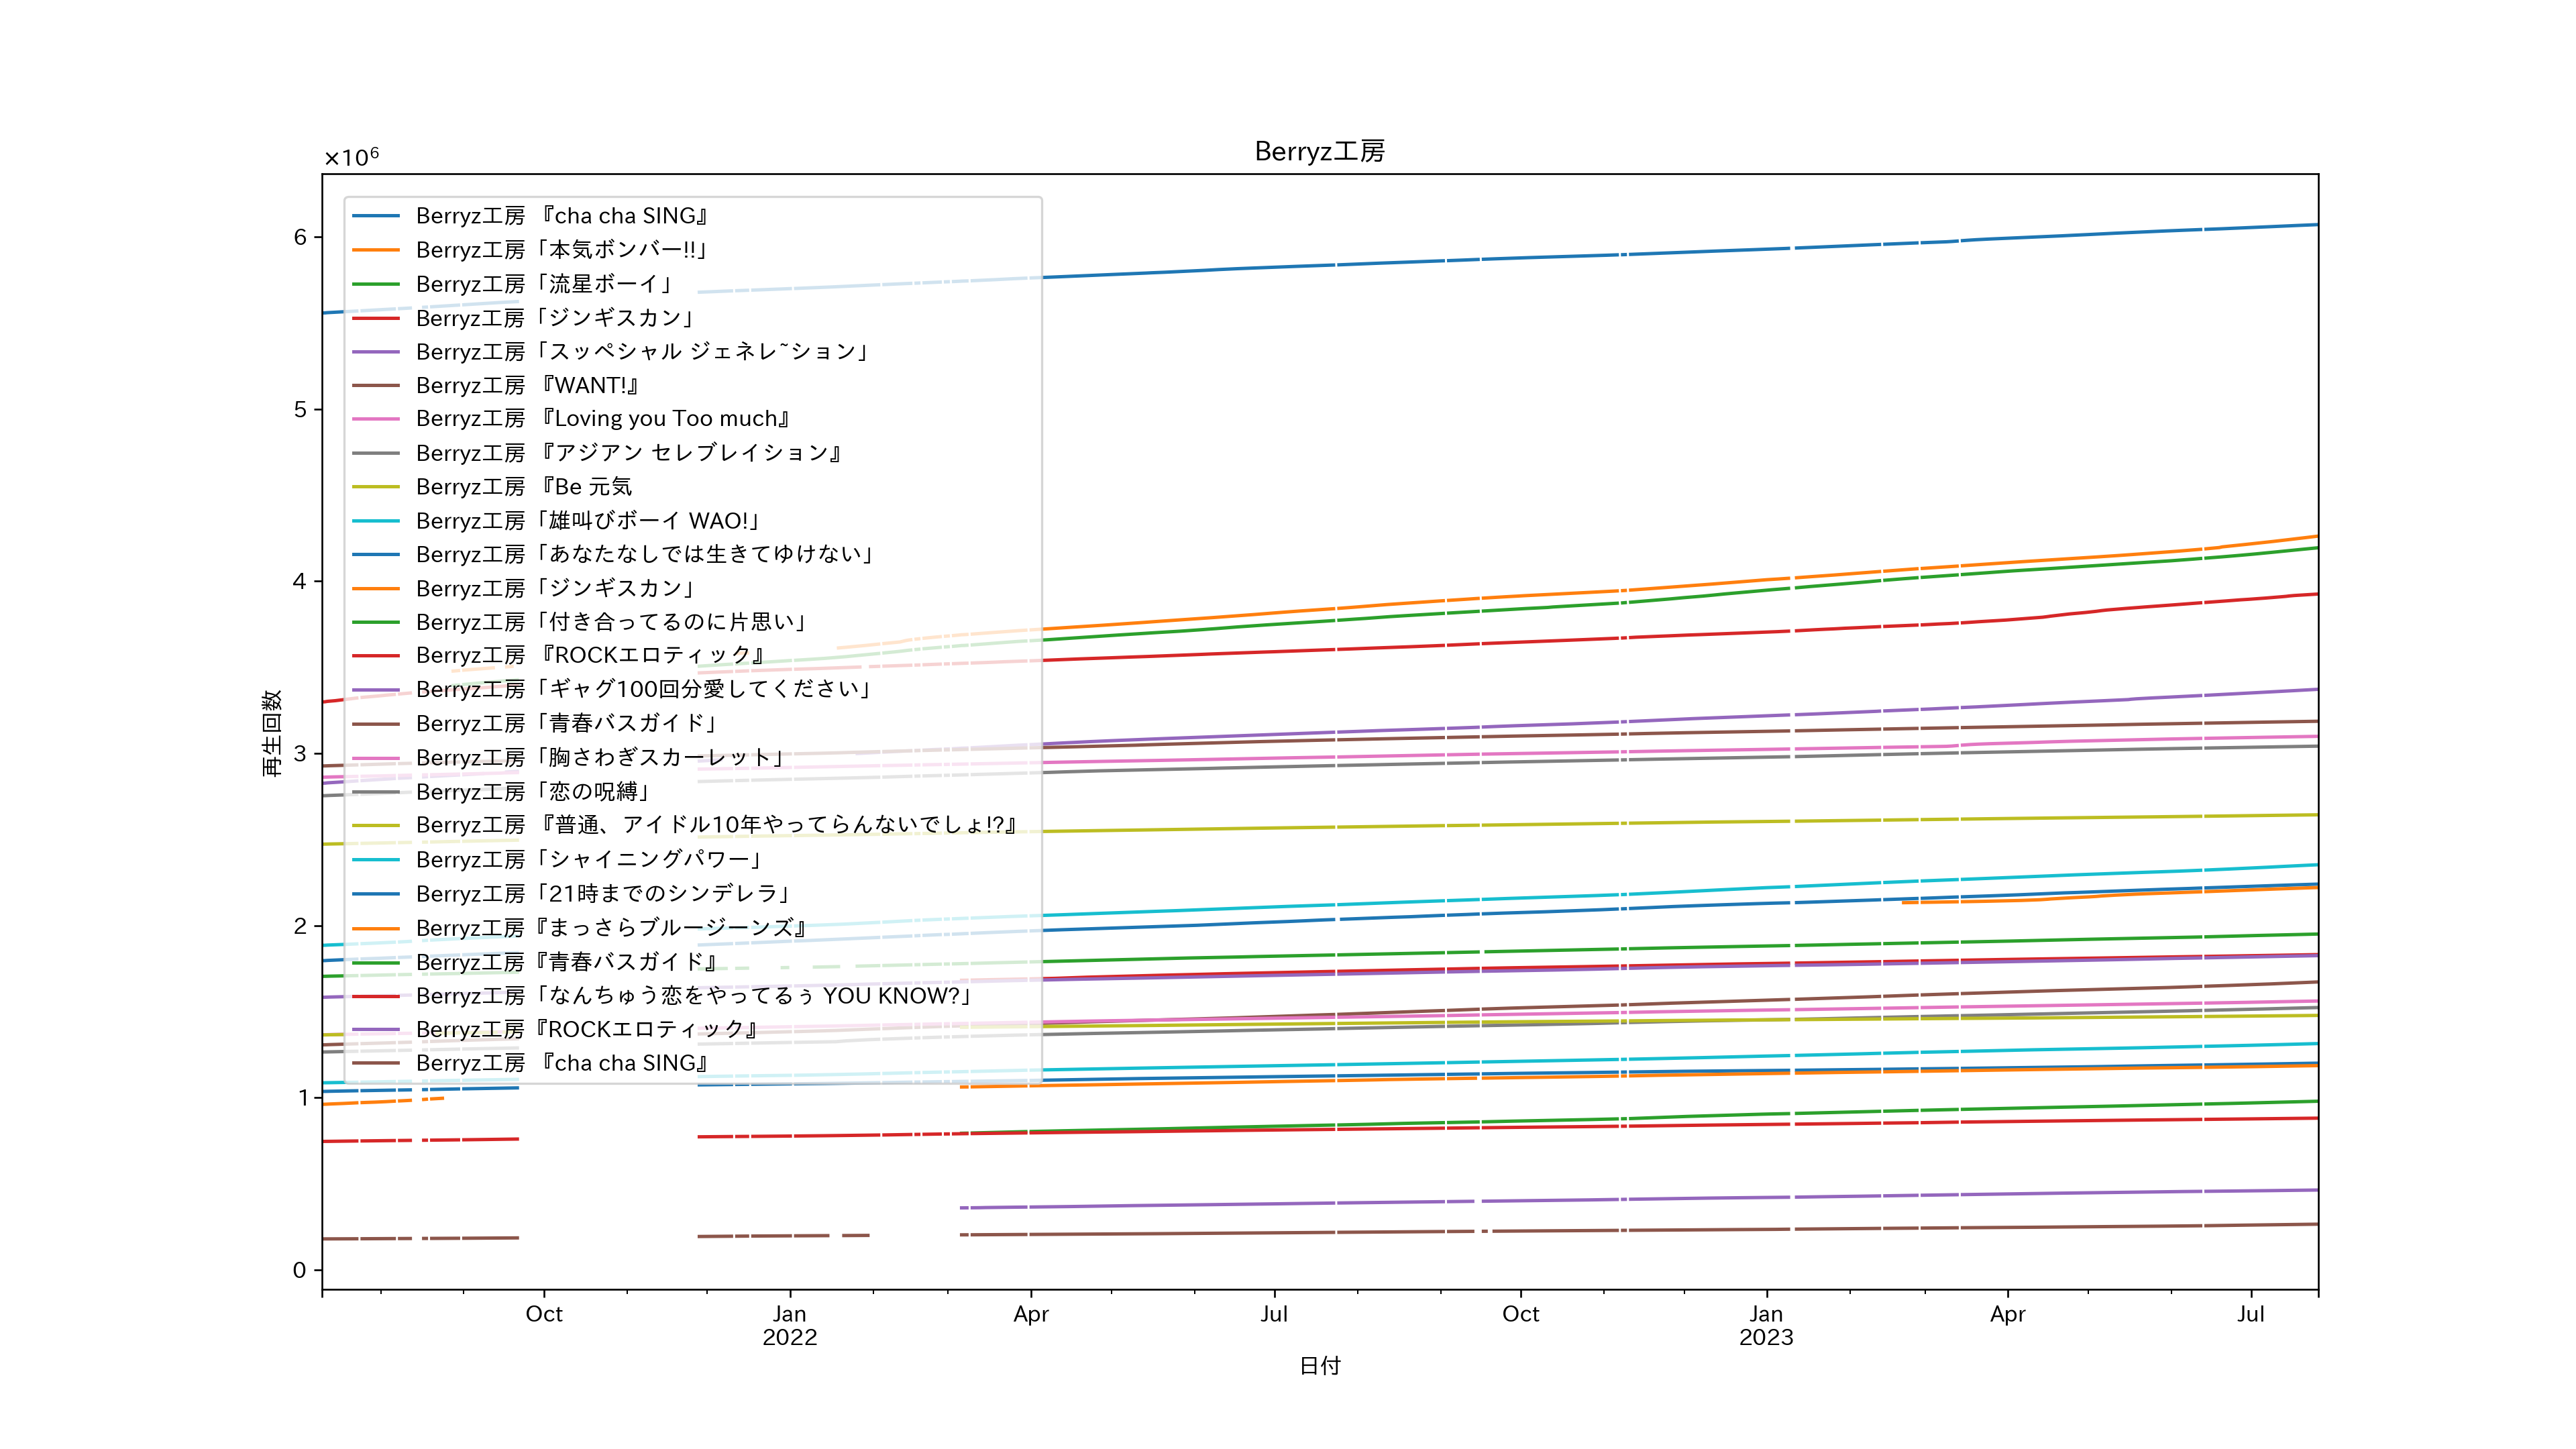 Berryz工房
×10⁶
6
5
4
3
2
1
0
再生回数
Berryz工房 『cha cha SING』
Berryz工房「本気ボンバー!!」
Berryz工房「流星ボーイ」
Berryz工房「ジンギスカン」
Berryz工房「スッペシャル ジェネレ~ション」
Berryz工房 『WANT!』
Berryz工房 『Loving you Too much』
Berryz工房 『アジアン セレブレイション』
Berryz工房 『Be 元気
Berryz工房「雄叫びボーイ WAO!」
Berryz工房「あなたなしでは生きてゆけない」
Berryz工房「ジンギスカン」
Berryz工房「付き合ってるのに片思い」
Berryz工房 『ROCKエロティック』
Berryz工房「ギャグ100回分愛してください」
Berryz工房「青春バスガイド」
Berryz工房「胸さわぎスカーレット」
Berryz工房「恋の呪縛」
Berryz工房 『普通、アイドル10年やってらんないでしょ!?』
Berryz工房「シャイニングパワー」
Berryz工房「21時までのシンデレラ」
Berryz工房『まっさらブルージーンズ』
Berryz工房『青春バスガイド』
Berryz工房「なんちゅう恋をやってるぅ YOU KNOW?」
Berryz工房『ROCKエロティック』
Berryz工房 『cha cha SING』
Oct Jan Apr Jul Oct Jan Apr Jul
2022 2023
日付